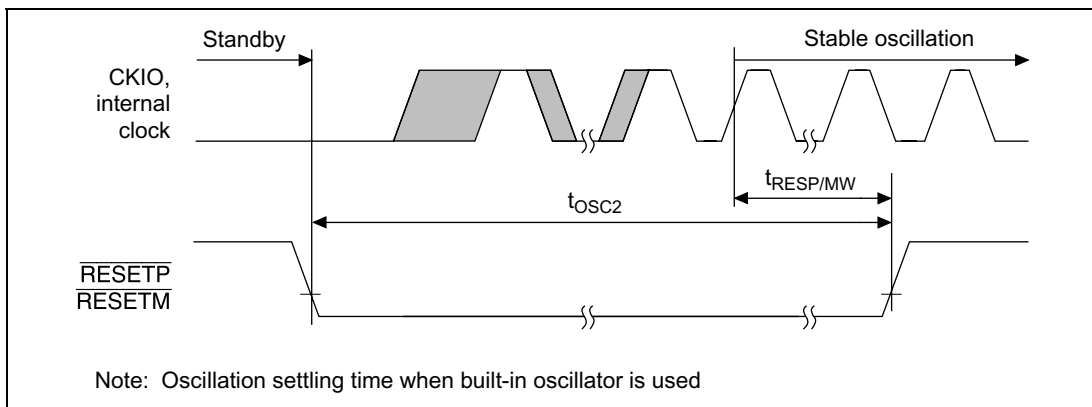 Standby
Stable oscillation
CKIO,
internal
clock
tRESP/MW
tOSC2
RESETP
RESETM
Note: Oscillation settling time when built-in oscillator is used